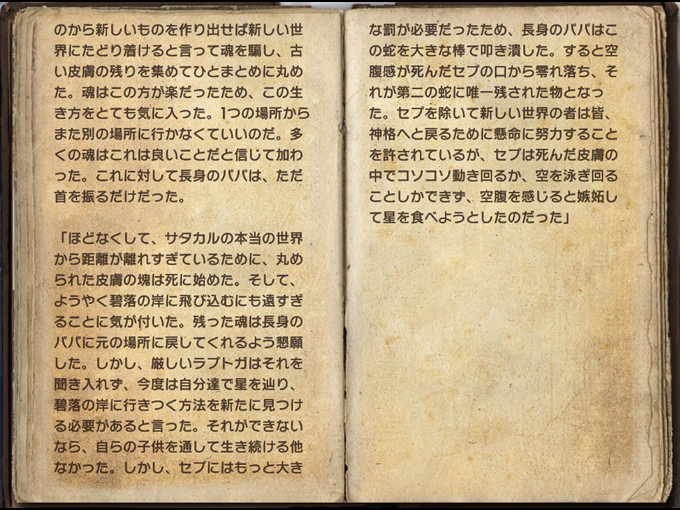 のから新しいものを作り出せば新しい世
界にたどり着けると言って魂を騙し、古
い皮膚の残りを集めてひとまとめに丸め
た。魂はこの方が楽だったため、この生
き方をとても気に入った。1つの場所から
また別の場所に行かなくていいのだ。多
くの魂はこれは良いことだと信じて加わ
った。これに対して長身のパパは、ただ
首を振るだけだった。
「ほどなくして、サタカルの本当の世界
から距離が離れすぎているために、丸め
られた皮膚の塊は死に始めた。そして、
ようやく碧落の岸に飛び込むにも遠すぎ
ることに気が付いた。残った魂は長身の
パパに元の場所に戻してくれるよう懇願
した。しかし、厳しいラプトガはそれを
聞き入れず、今度は自分達で星を辿り、
碧落の岸に行きつく方法を新たに見つけ
る必要があると言った。それができない
なら、自らの子供を通して生き続ける他
なかった。しかし、セプにはもっと大き
な罰が必要だったため、長身のパパはこ
の蛇を大きな棒で叩き潰した。すると空
腹感が死んだセプの口から零れ落ち、そ
れが第二の蛇に唯一残された物となっ
た。セプを除いて新しい世界の者は皆、
神格へと戻るために懸命に努力すること
を許されているが、セプは死んだ皮膚の
中でコソコソ動き回るか、空を泳ぎ回る
ことしかできず、空腹を感じると嫉妬し
て星を食べようとしたのだった」